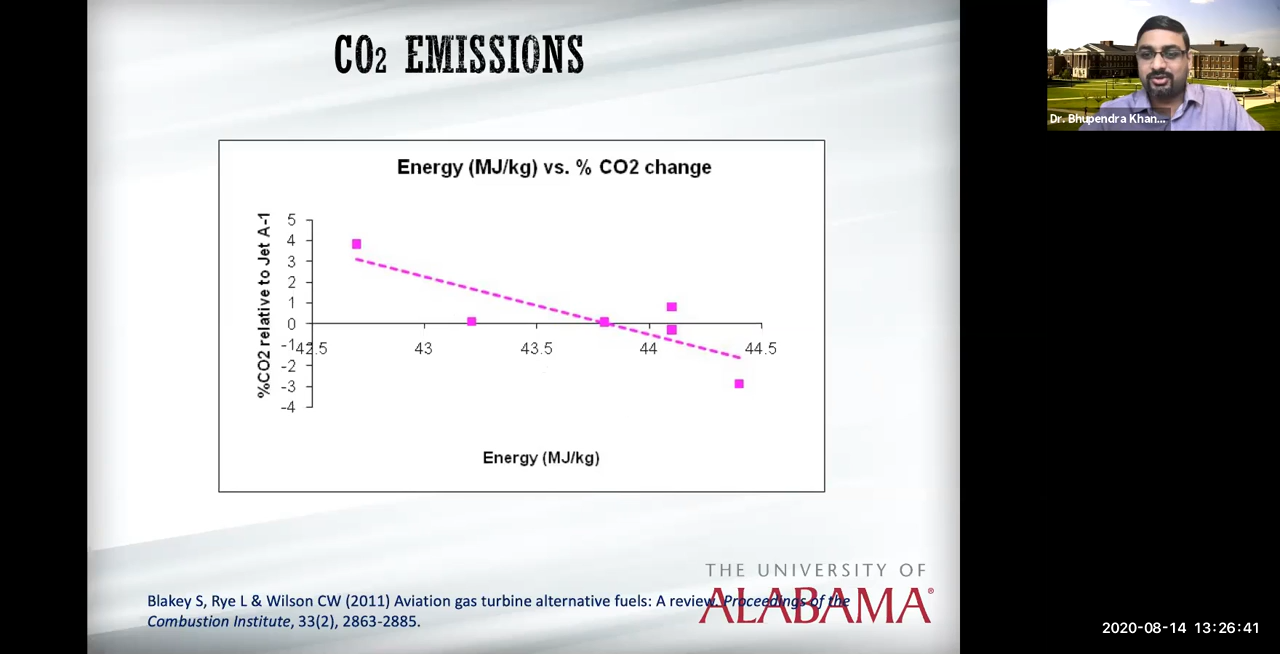 CO2 EMISSIONS
Dr. Bhupendra Khan...
Energy (MJ/kg) vs. % CO2 change
%CO2 relative to Jet A-1
5
4
3
2
1
0
-1
-2
-3
-4
42.5 43 43.5 44 44.5
Energy (MJ/kg)
THE UNIVERSITY OF
ALABAMA®
Blakey S, Rye L & Wilson CW (2011) Aviation gas turbine alternative fuels: A review. Proceedings of the
Combustion Institute, 33(2), 2863-2885.
2020-08-14 13:26:41